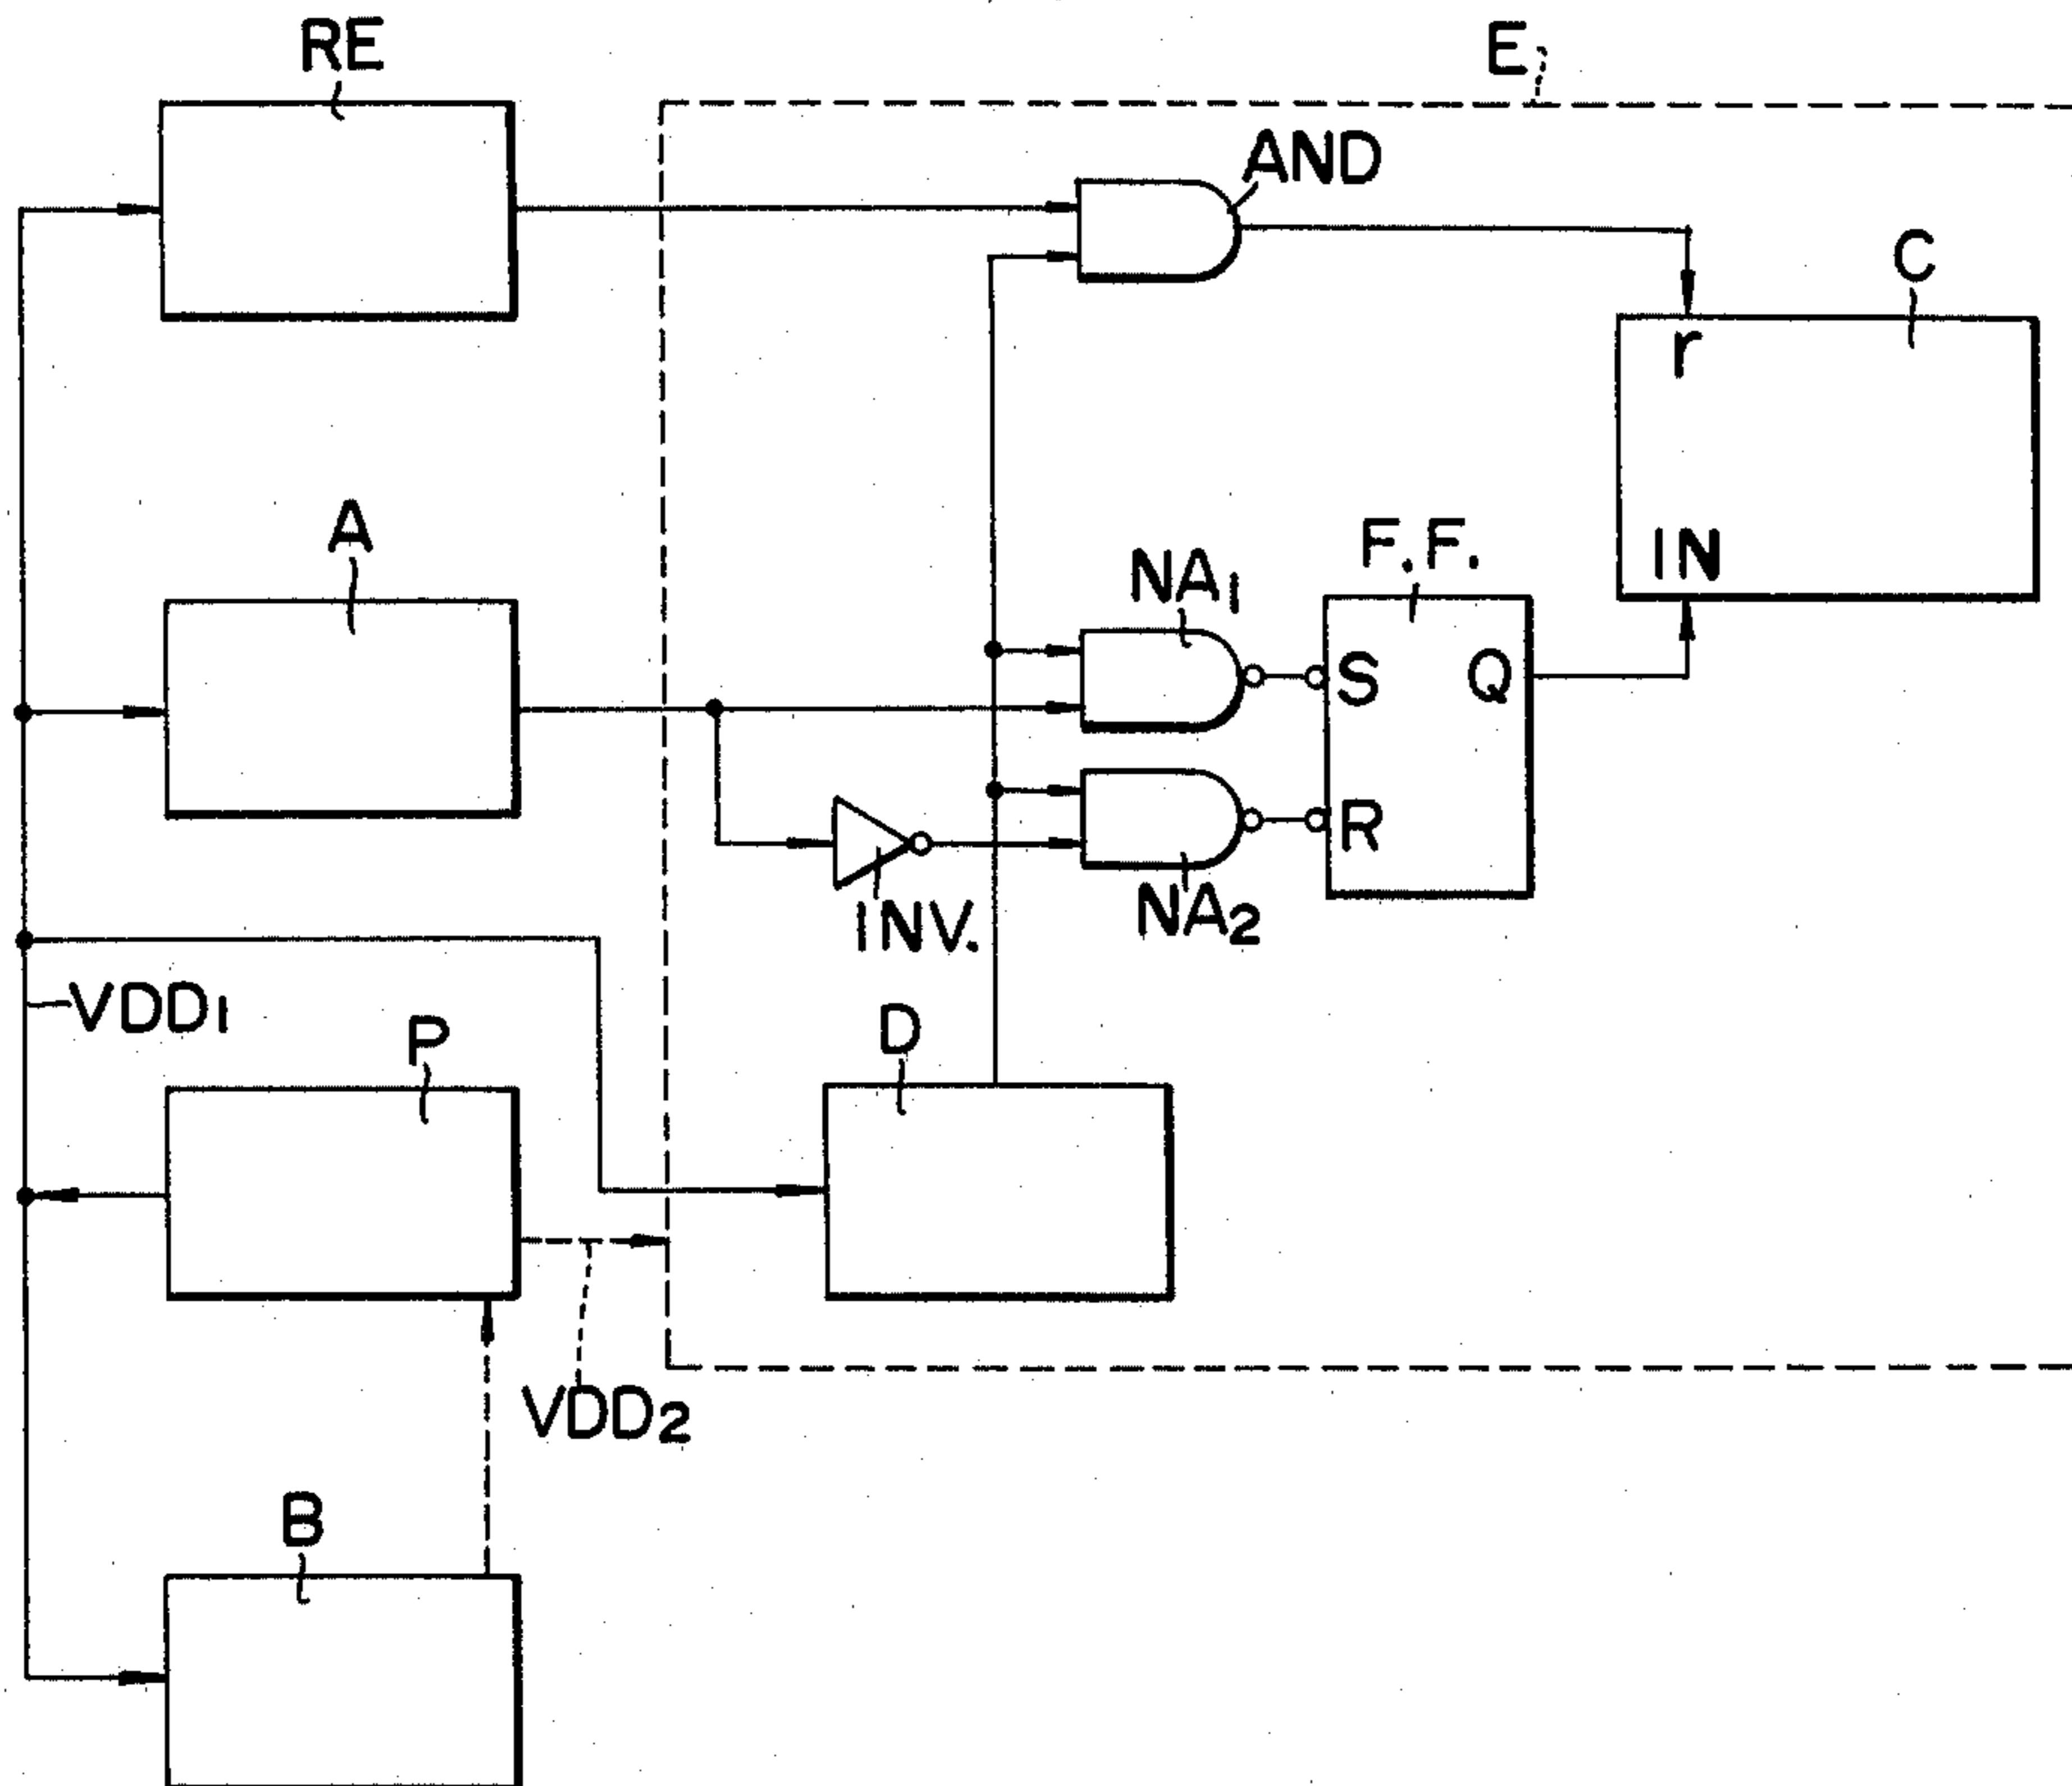 RE
E
AND
C
r
A
NA1
F.F.
IN
S
Q
R
INV.
NA2
VDD1
P
D
VDD2
B